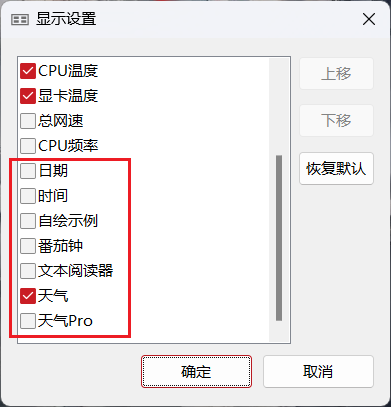 显示设置
CPU温度
显卡温度
总网速
CPU频率
日期
时间
自绘示例
番茄钟
文本阅读器
天气
天气Pro
上移
下移
恢复默认
确定
取消